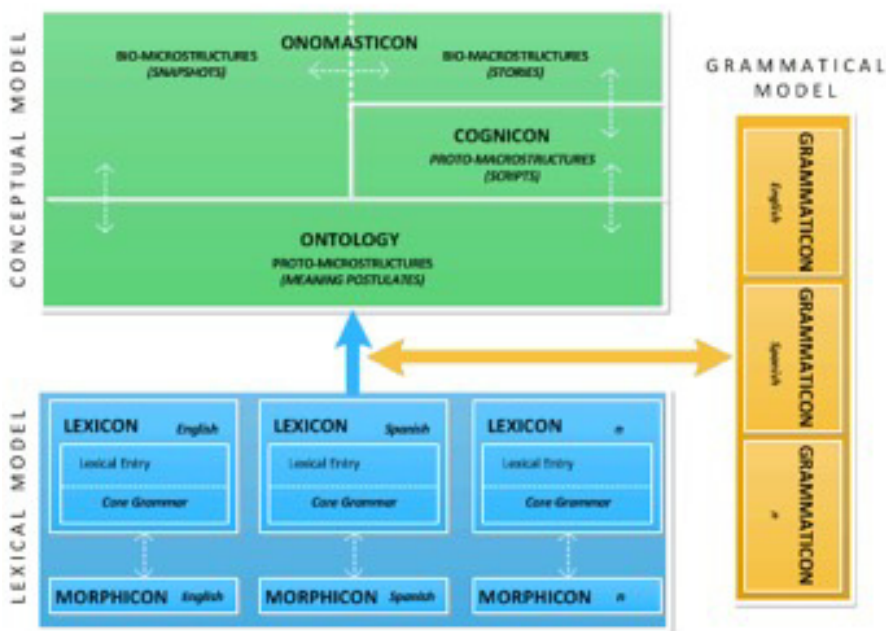 CONCEPTUAL MODEL
ONOMASTICON
BIO-MICROSTRUCTURES
(SNAPSHOTS)
BIO-MACROSTRUCTURES
(STORIES)
COGNICON
PROTO-MACROSTRUCTURES
(SCRIPTS)
ONTOLOGY
PROTO-MICROSTRUCTURES
(MEANING POSTULATES)
GRAMMATICAL
MODEL
GRAMMATICON
English
GRAMMATICON
Spanish
GRAMMATICON
n
LEXICAL MODEL
LEXICON English
Lexical Entry
Core Grammar
MORPHICON English
LEXICON Spanish
Lexical Entry
Core Grammar
MORPHICON Spanish
LEXICON n
Lexical Entry
Core Grammar
MORPHICON n